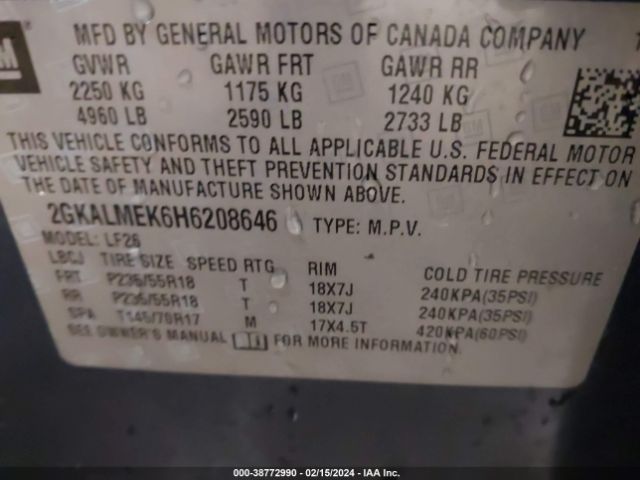 GM
MFD BY GENERAL MOTORS OF CANADA COMPANY 1
GVWR GAWR FRT GAWR RR
2250 KG 1175 KG 1240 KG
4960 LB 2590 LB 2733 LB
THIS VEHICLE CONFORMS TO ALL APPLICABLE U.S. FEDERAL MOTOR
VEHICLE SAFETY AND THEFT PREVENTION STANDARDS IN EFFECT ON
THE DATE OF MANUFACTURE SHOWN ABOVE.
2GKALMEK6H6208646 TYPE: M.P.V.
MODEL: LF26
LBCJ TIRE SIZE SPEED RTG RIM COLD TIRE PRESSURE
FRT P235/55R18 T 18X7J 240KPA(35PSI)
RR P235/55R18 T 18X7J 240KPA(35PSI)
SPA T145/70R17 M 17X4.5T 420KPA(60PSI)
SEE OWNER'S MANUAL FOR MORE INFORMATION.
000-38772990 - 02/15/2024 - IAA Inc.